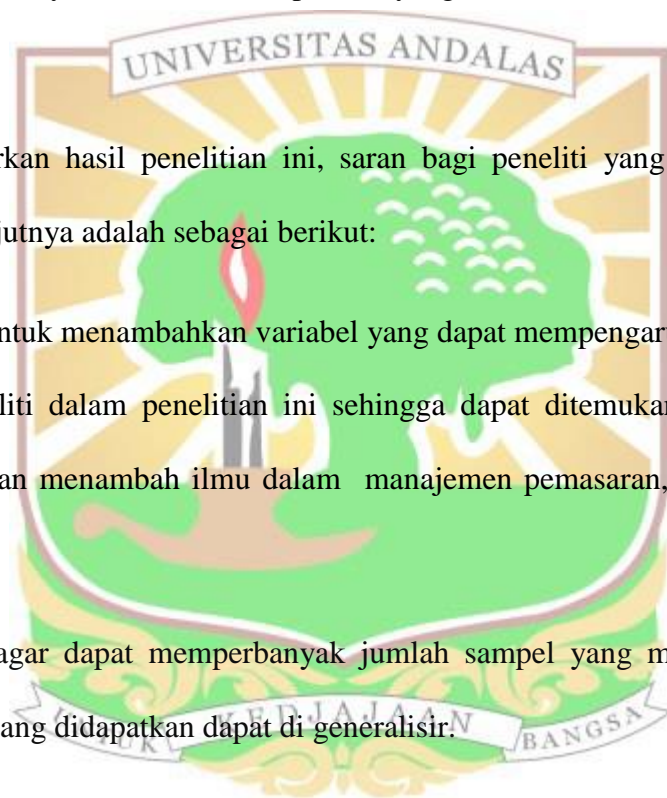 UNIVERSITAS ANDALAS
rkan hasil penelitian ini, saran bagi peneliti yang
jutnya adalah sebagai berikut:
ntuk menambahkan variabel yang dapat mempengar
liti dalam penelitian ini sehingga dapat ditemukar
an menambah ilmu dalam manajemen pemasaran,
agar dapat memperbanyak jumlah sampel yang m
ang didapatkan dapat di generalisir.
UK KEDJAJAAN BANGSA